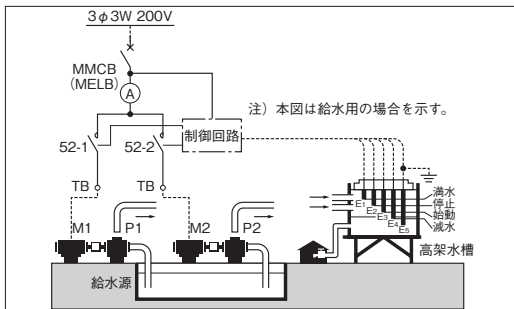 3φ3W 200V
MMCB
(MELB)
A
注）本図は給水用の場合を示す。
制御回路
52-1
52-2
TB
TB
満水
停止
始動
減水
E1
E2
E3
E4
E5
M1
P1
M2
P2
高架水槽
給水源